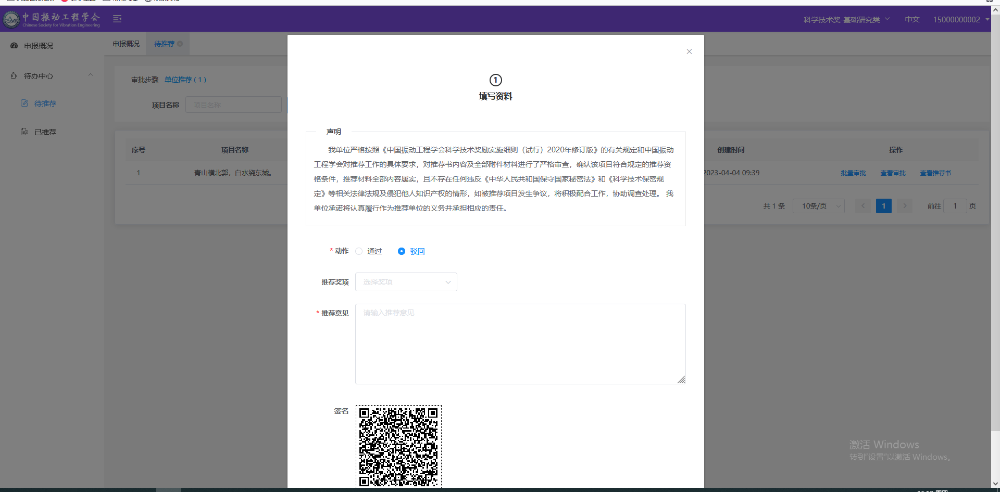 中国振动工程学会
Chinese Society for Vibration Engineering
科学技术奖-基础研究类
中文
15000000002
申报概况
待办中心
待推荐
已推荐
申报概况
待推荐
审批步骤 单位推荐 ( 1 )
项目名称 项目名称
序号 项目名称 创建时间 操作
1 青山横北郭，白水绕东城。 2023-04-04 09:39 批量审批 查看审批 查看推荐书
共 1 条 10条/页 1 前往 1 页
1
填写资料
声明
我单位严格按照《中国振动工程学会科学技术奖励实施细则（试行）2020年修订版》的有关规定和中国振动
工程学会对推荐工作的具体要求，对推荐书内容及全部附件材料进行了严格审查，确认该项目符合规定的推荐资
格条件，推荐材料全部内容属实，且不存在任何违反《中华人民共和国保守国家秘密法》和《科学技术保密规
定》等相关法律法规及侵犯他人知识产权的情形，如被推荐项目发生争议，将积极配合工作，协助调查处理。 我
单位承诺将认真履行作为推荐单位的义务并承担相应的责任。
* 动作 通过 驳回
推荐奖项 选择奖项
* 推荐意见 请输入推荐意见
签名
激活 Windows
转到"设置"以激活 Windows。